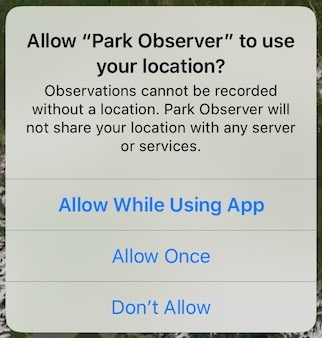 Allow “Park Observer” to use
your location?
Observations cannot be recorded
without a location. Park Observer will
not share your location with any server
or services.
Allow While Using App
Allow Once
Don’t Allow